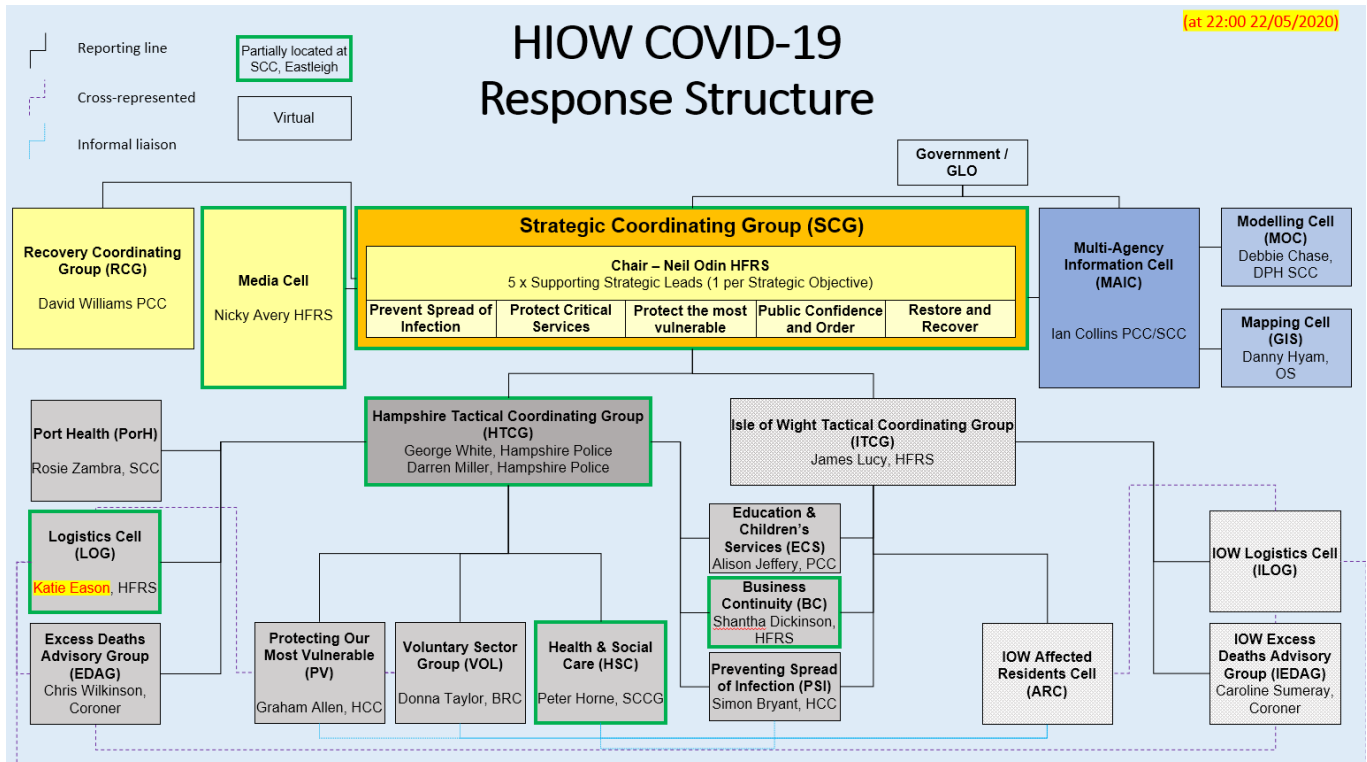 (at 22:00 22/05/2020)
HIOW COVID-19
Response Structure
Reporting line
Cross-represented
Informal liaison
Partially located at
SCC, Eastleigh
Virtual
Government /
GLO
Recovery Coordinating
Group (RCG)
David Williams PCC
Media Cell
Nicky Avery HFRS
Strategic Coordinating Group (SCG)
Chair – Neil Odin HFRS
5 x Supporting Strategic Leads (1 per Strategic Objective)
Prevent Spread of
Infection
Protect Critical
Services
Protect the most
vulnerable
Public Confidence
and Order
Restore and
Recover
Multi-Agency
Information Cell
(MAIC)
Ian Collins PCC/SCC
Modelling Cell
(MOC)
Debbie Chase,
DPH SCC
Mapping Cell
(GIS)
Danny Hyam,
OS
Port Health (PorH)
Rosie Zambra, SCC
Logistics Cell
(LOG)
Katie Eason, HFRS
Excess Deaths
Advisory Group
(EDAG)
Chris Wilkinson,
Coroner
Hampshire Tactical Coordinating Group
(HTCG)
George White, Hampshire Police
Darren Miller, Hampshire Police
Isle of Wight Tactical Coordinating Group
(ITCG)
James Lucy, HFRS
Protecting Our
Most Vulnerable
(PV)
Graham Allen, HCC
Voluntary Sector
Group (VOL)
Donna Taylor, BRC
Health & Social
Care (HSC)
Peter Horne, SCCG
Education &
Children's
Services (ECS)
Alison Jeffery, PCC
Business
Continuity (BC)
Shantha Dickinson,
HFRS
Preventing Spread
of Infection (PSI)
Simon Bryant, HCC
IOW Affected
Residents Cell
(ARC)
IOW Logistics Cell
(ILOG)
IOW Excess
Deaths Advisory
Group (IEDAG)
Caroline Sumeray,
Coroner